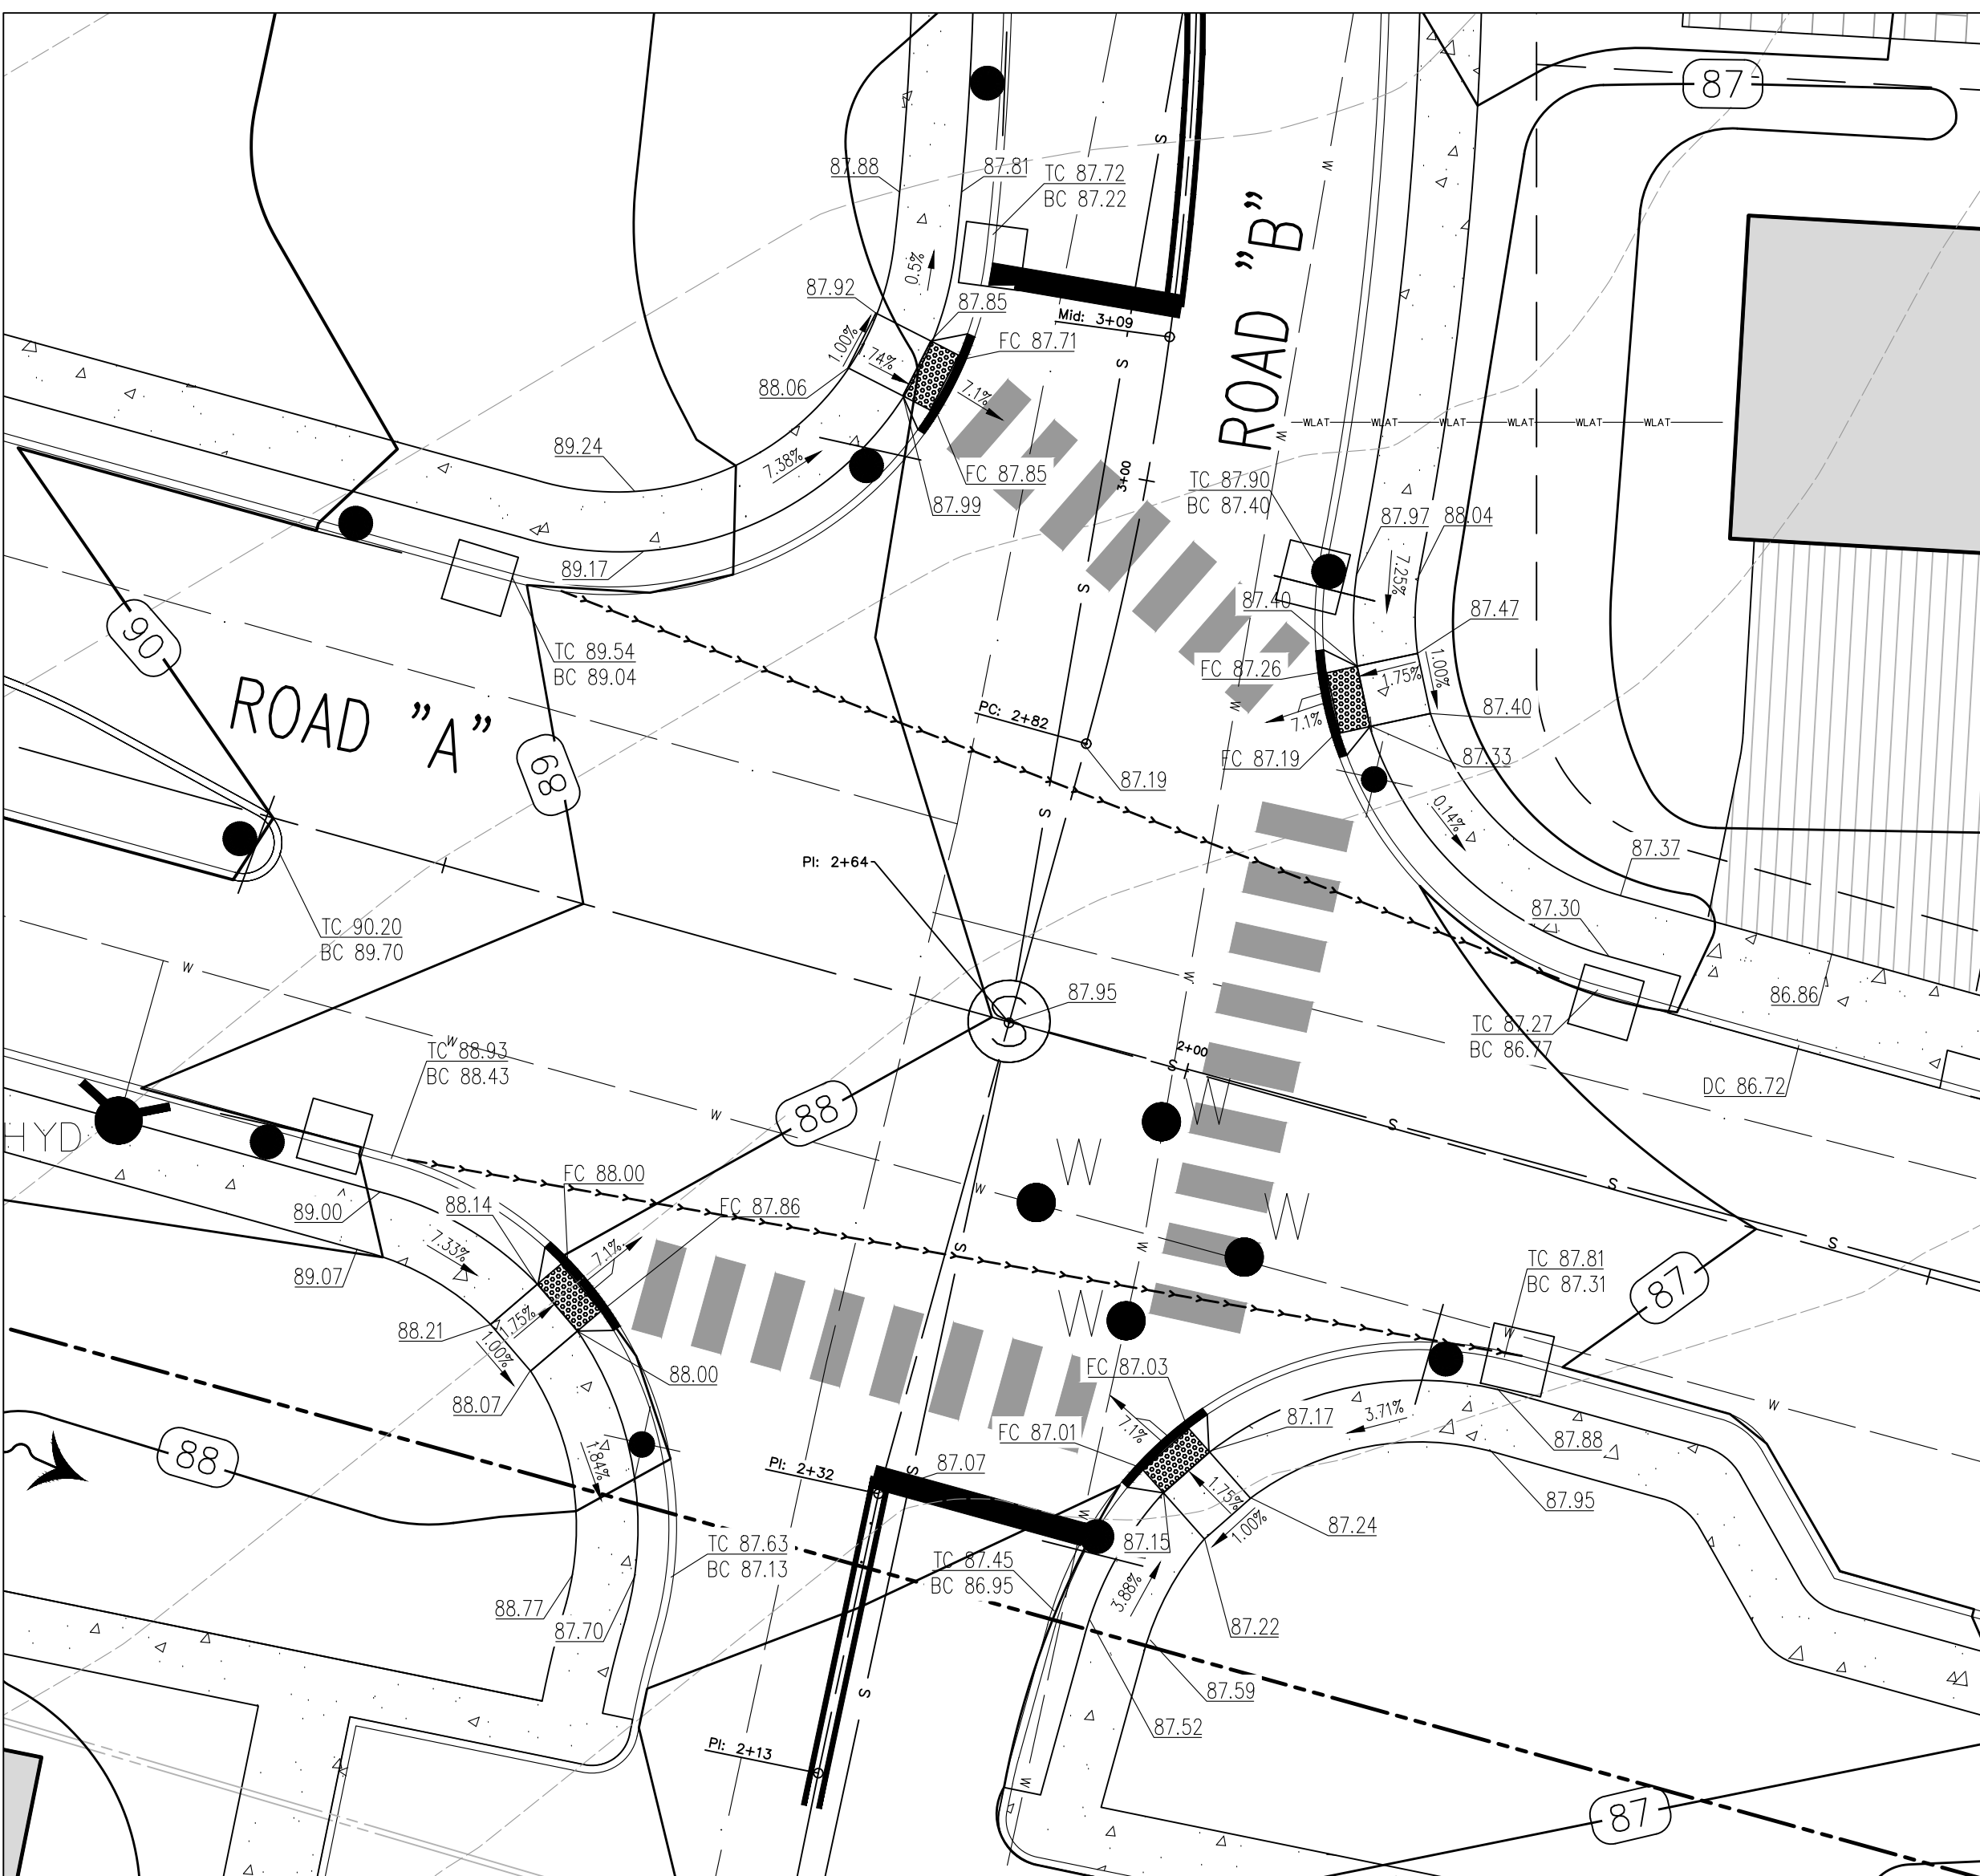 87
87.88
87.81
TC 87.72
BC 87.22
S
W
ROAD "B"
0.5%
87.92
87.85
Mid: 3+09
FC 87.71
1.00%
.74%
7.1%
88.06
S
W
WLAT WLAT WLAT WLAT WLAT WLAT
89.24
7.38%
FC 87.85
87.99
3+00
TC 87.90
BC 87.40
87.97
88.04
7.25%
89.17
S
87.40
87.47
90
TC 89.54
BC 89.04
FC 87.26
1.75%
1.00%
ROAD "A"
PC: 2+82
W
7.1%
87.40
89
FC 87.19
87.33
87.19
S
0.14%
PI: 2+64
87.37
TC 90.20
BC 89.70
87.30
W
W
87.95
86.86
TC 87.27
BC 86.77
W
TC 88.93
BC 88.43
2+00
S
DC 86.72
88
W
W
S
HYD
W
FC 88.00
88.14
FC 87.86
89.00
W
S
W
7.33%
7.1%
S
W
S
89.07
TC 87.81
BC 87.31
87
1.75%
88.21
W
W
1.00%
88.00
FC 87.03
88.07
7.1%
87.17
3.71%
W
FC 87.01
87.88
88
1.84%
PI: 2+32
S
87.07
1.75%
87.95
W
87.24
1.00%
87.15
TC 87.63
BC 87.13
TC 87.45
BC 86.95
3.88%
88.77
87.70
87.22
S
87.59
87.52
PI: 2+13
W
87